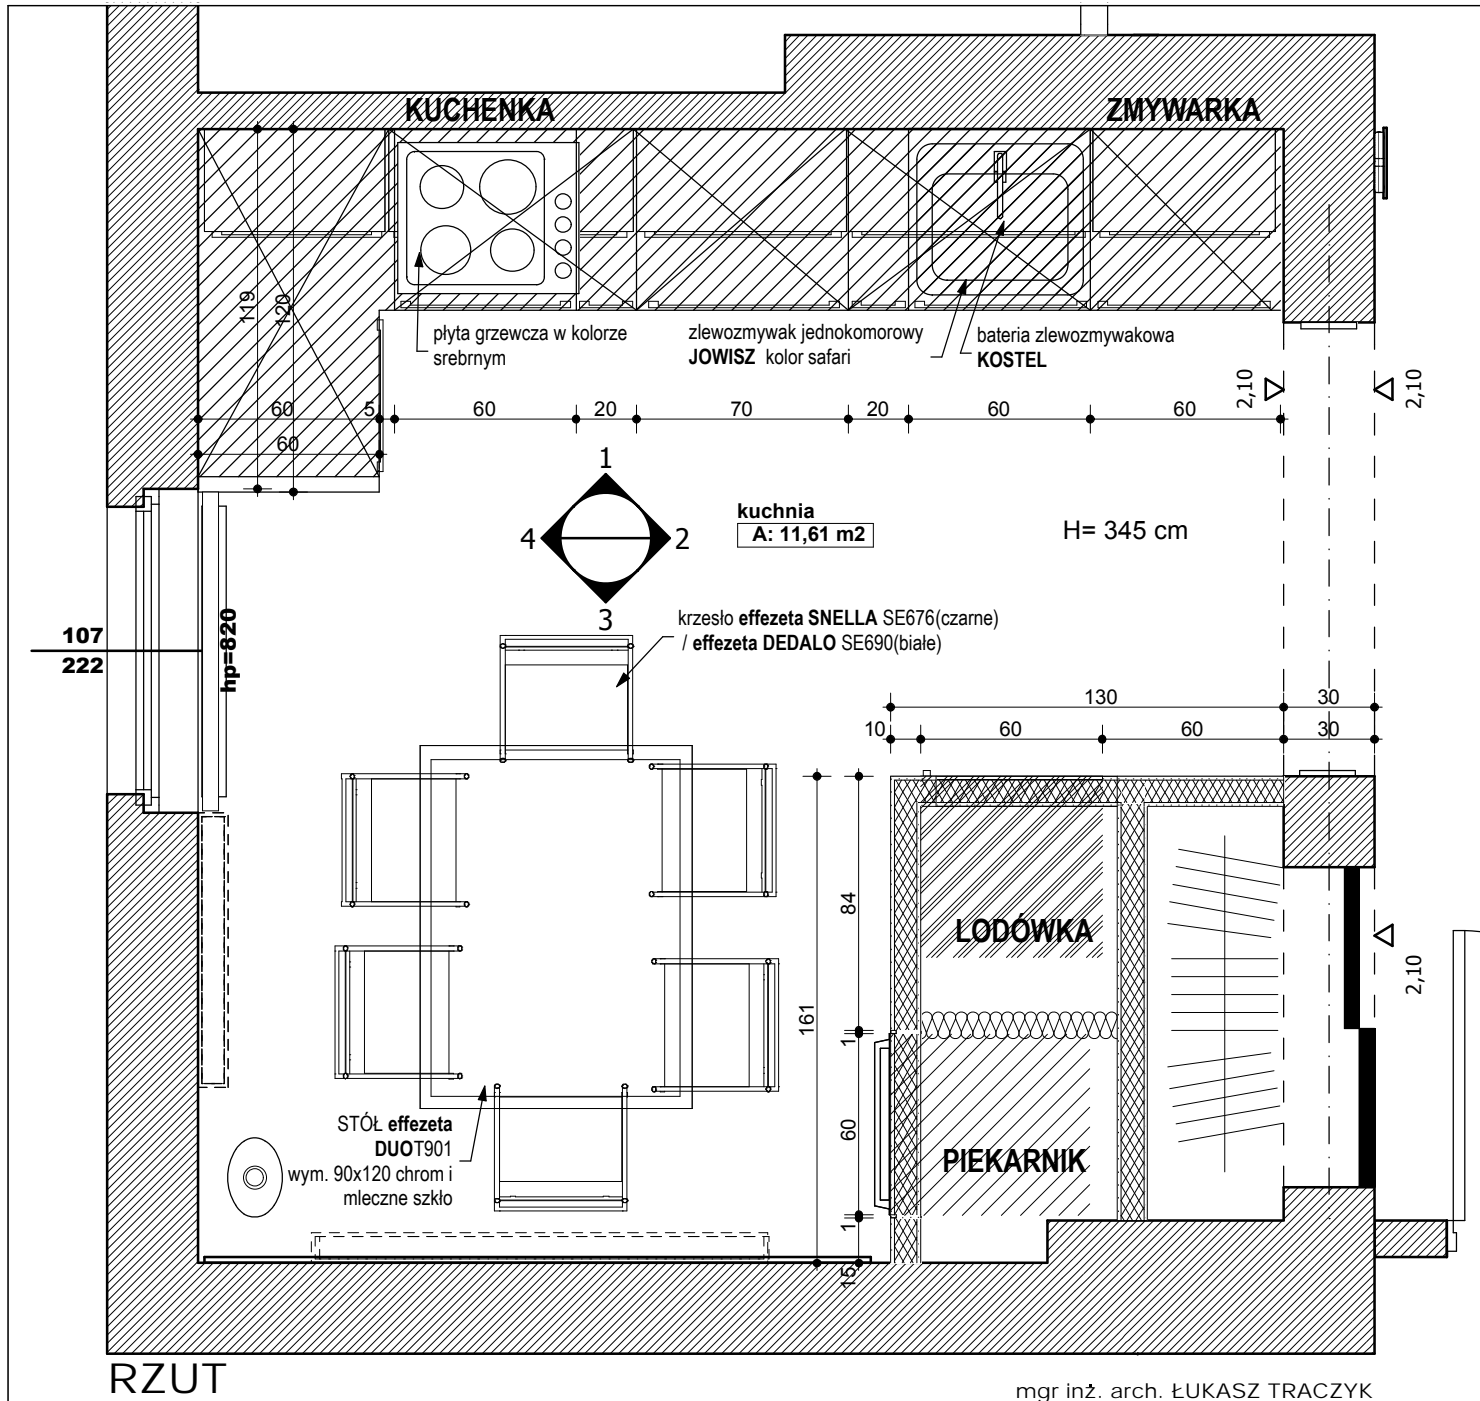 KUCHENKA
ZMYWARKA
119
120
płyta grzewcza w kolorze
srebrnym
zlewozmywak jednokomorowy
JOWISZ kolor safari
bateria zlewozmywakowa
KOSTEL
2,10
2,10
60
5
60
20
70
20
60
60
60
1
4
2
3
kuchnia
A: 11,61 m2
H= 345 cm
107
222
hp=820
krzesło effezeta SNELLA SE676(czarne)
/ effezeta DEDALO SE690(białe)
130
30
10
60
60
30
84
161
1
60
1
15
LODÓWKA
2,10
PIEKARNIK
STÓŁ effezeta
DUOT901
wym. 90x120 chrom i
mleczne szkło
RZUT
mgr inż. arch. ŁUKASZ TRACZYK